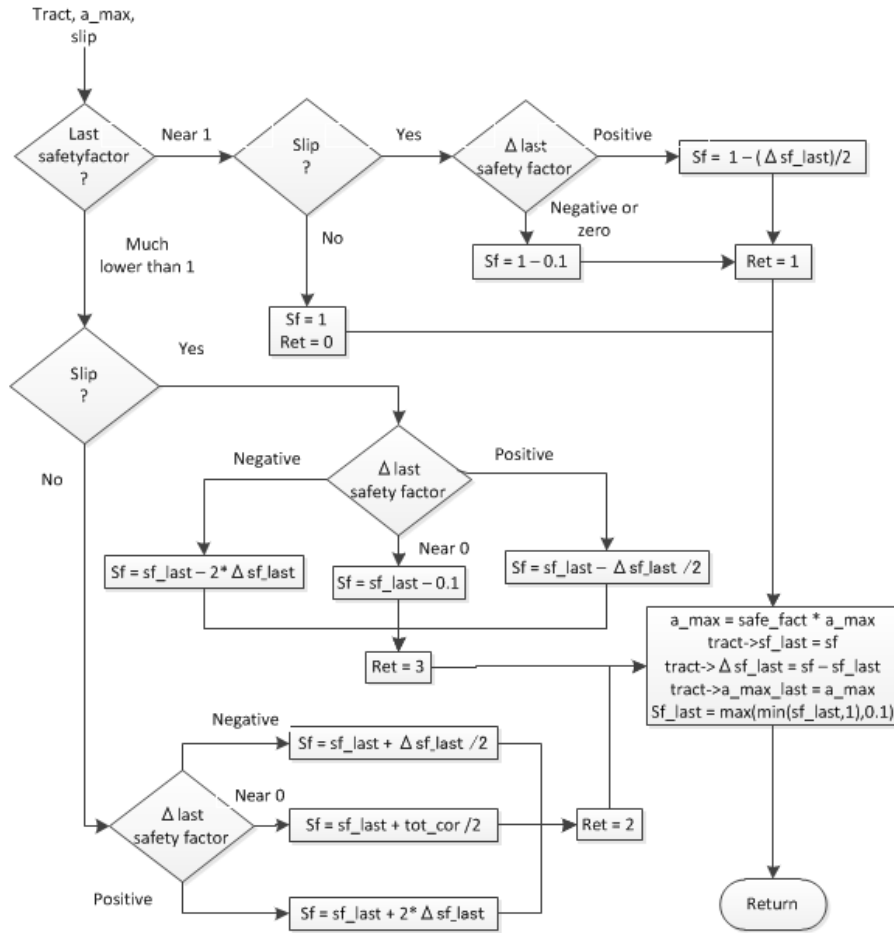 Tract, a_max,
slip
Last
safetyfactor
?
Near 1
Slip
?
Yes
Δ last
safety factor
Positive
Sf = 1 – ( Δ sf_last)/2
Negative or
zero
No
Much
lower than 1
Sf = 1 – 0.1
Ret = 1
Sf = 1
Ret = 0
Yes
Slip
?
No
Negative
Δ last
safety factor
Positive
Near 0
Sf = sf_last – 2* Δ sf_last
Sf = sf_last – 0.1
Sf = sf_last – Δ sf_last /2
Ret = 3
a_max = safe_fact * a_max
tract->sf_last = sf
tract-> Δ sf_last = sf – sf_last
tract->a_max_last = a_max
Sf_last = max(min(sf_last,1),0.1)
Negative
Sf = sf_last + Δ sf_last /2
Δ last
safety factor
Near 0
Sf = sf_last + tot_cor /2
Ret = 2
Positive
Sf = sf_last + 2* Δ sf_last
Return